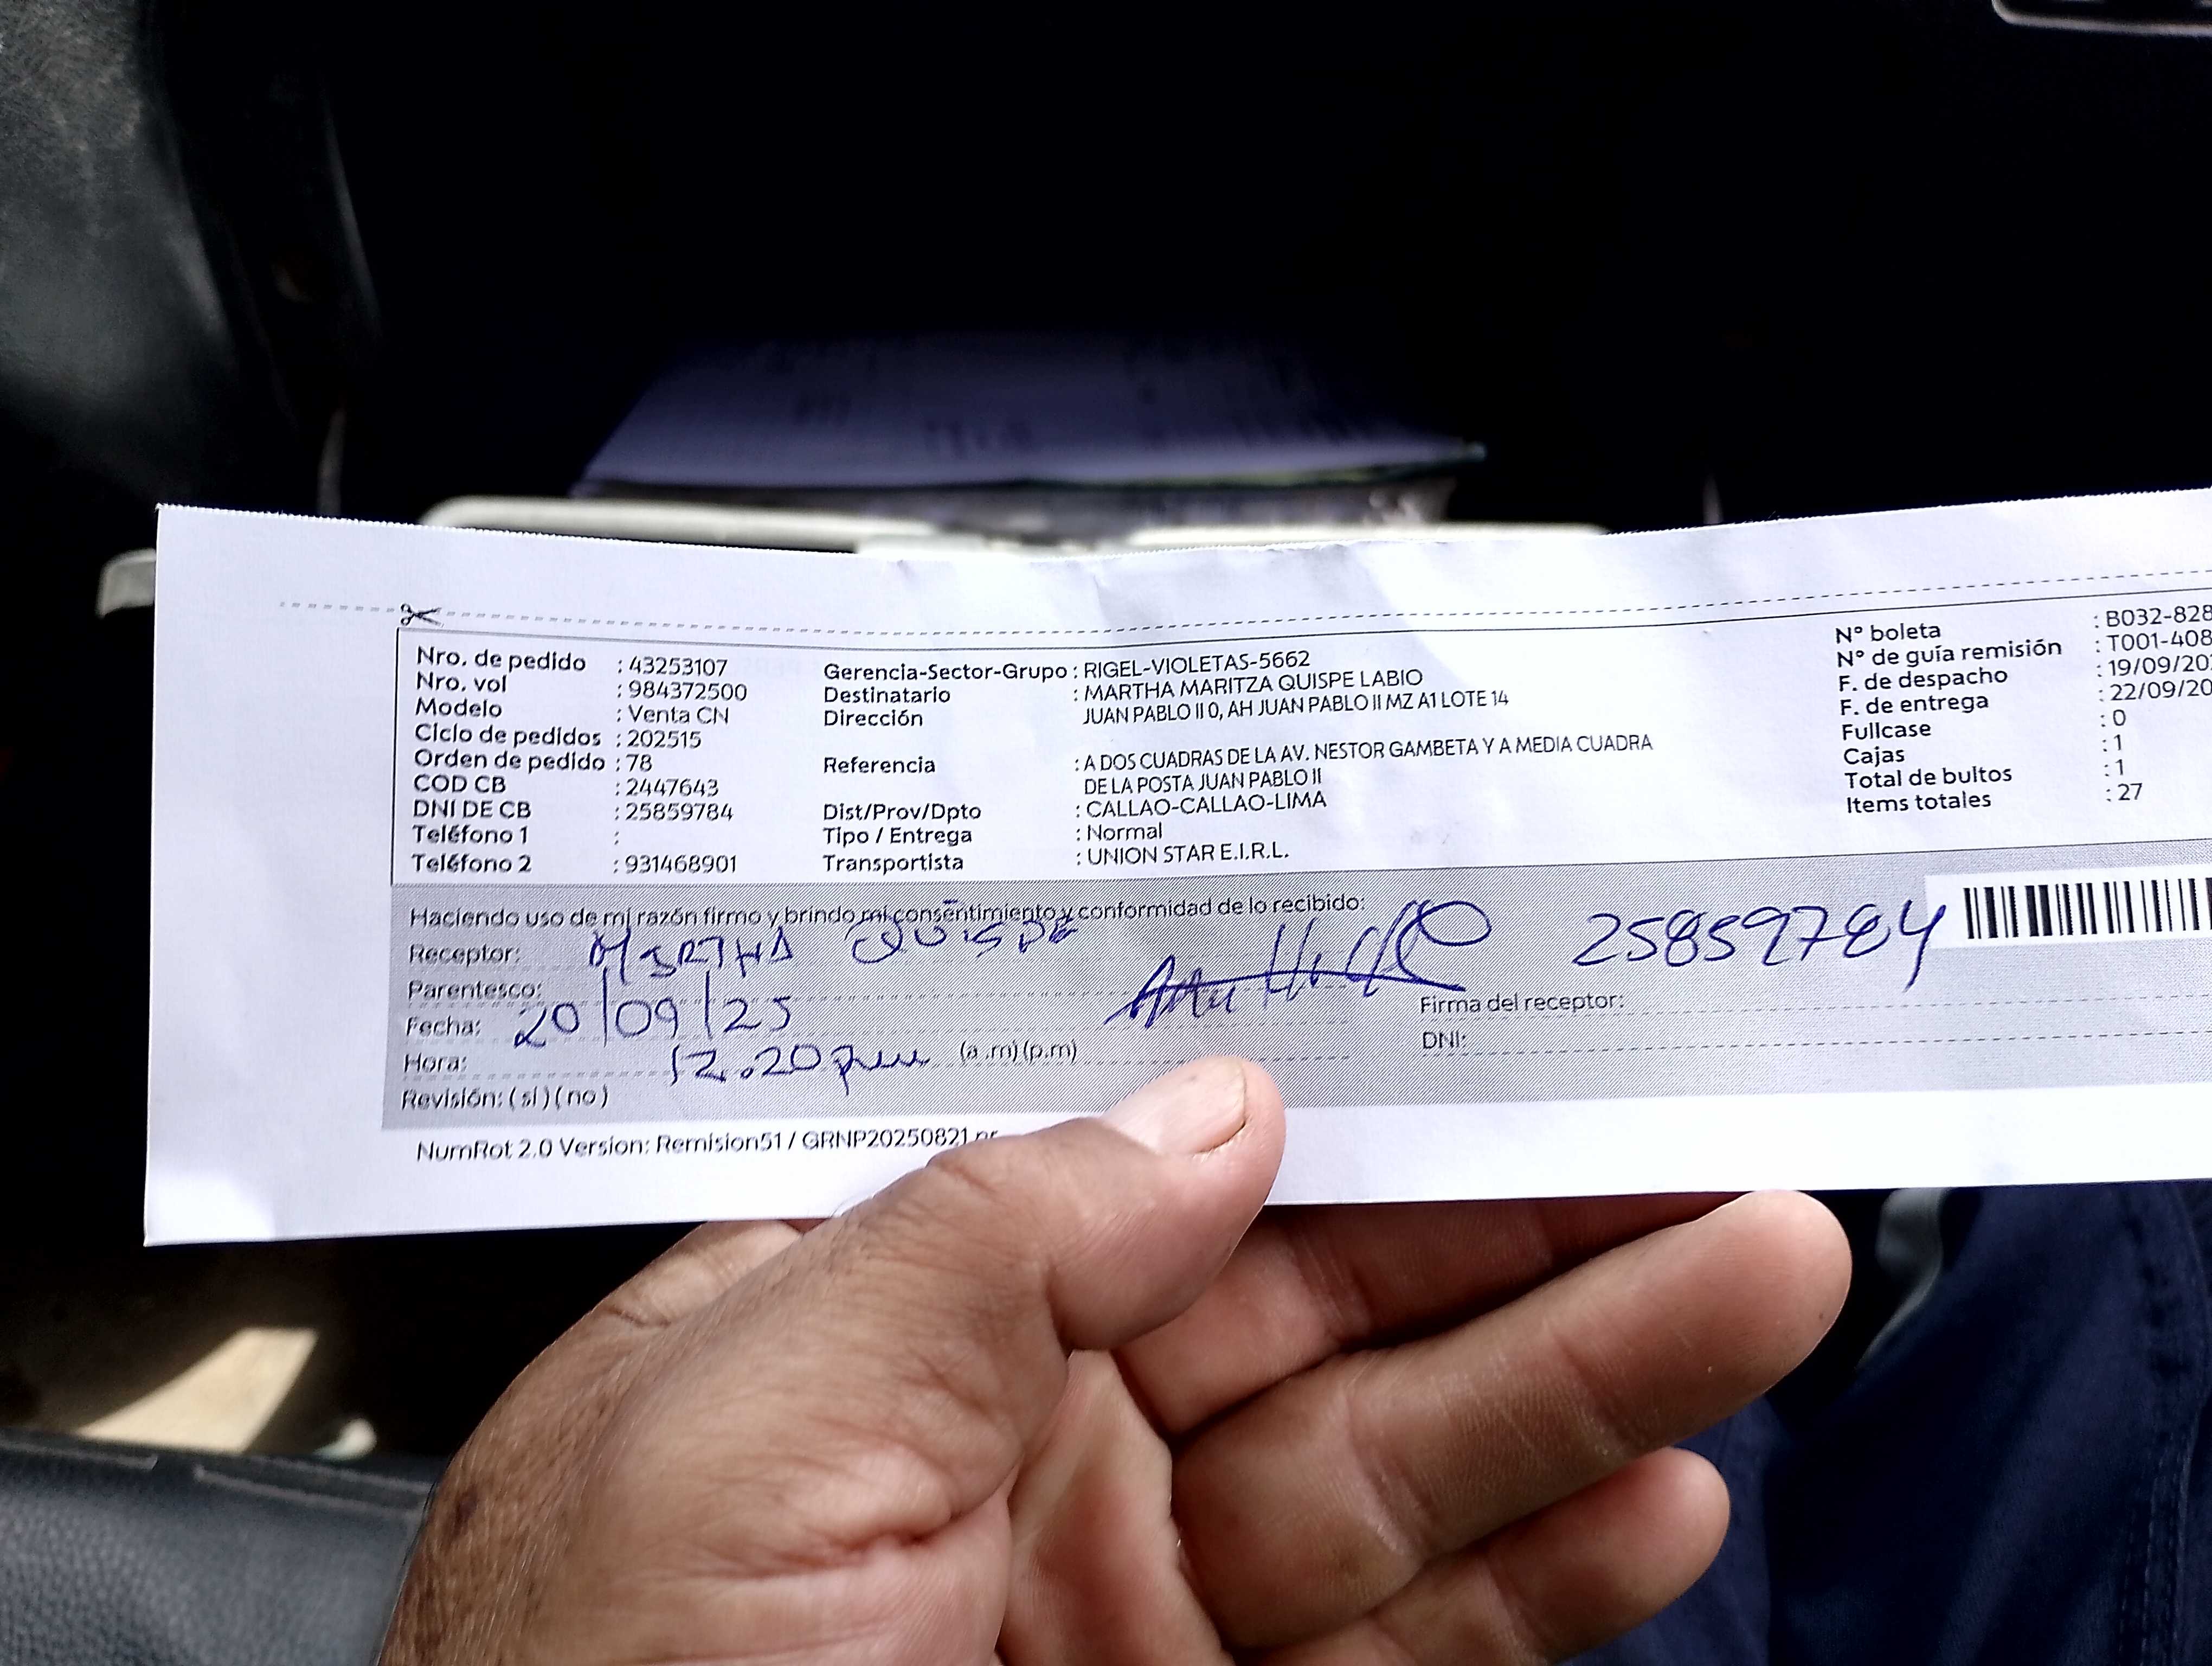 Nro. de pedido : 43253107
Nro. vol : 984372500
Modelo : Venta CN
Ciclo de pedidos : 202515
Orden de pedido : 78
COD CB : 2447643
DNI DE CB : 25859784
Teléfono 1 :
Teléfono 2 : 931468901
Gerencia-Sector-Grupo : RIGEL-VIOLETAS-5662
Destinatario : MARTHA MARITZA QUISPE LABIO
Dirección JUAN PABLO II 0, AH JUAN PABLO II MZ A1 LOTE 14
Referencia : A DOS CUADRAS DE LA AV. NESTOR GAMBETA Y A MEDIA CUADRA
DE LA POSTA JUAN PABLO II
Dist/Prov/Dpto : CALLAO-CALLAO-LIMA
Tipo / Entrega : Normal
Transportista : UNION STAR E.I.R.L.
N° boleta : B032-828
N° de guía remisión : T001-408
F. de despacho : 19/09/20
F. de entrega : 22/09/20
Fullcase : 0
Cajas : 1
Total de bultos : 1
Items totales : 27
Haciendo uso de mi razón firmo y brindo mi consentimiento y conformidad de lo recibido:
Receptor: MARTHA QUISPE
Parentesco:
Fecha: 20/09/25
Hora: 12.20 pm (a.m)(p.m)
Revisión: (si)(no)
25859784
Firma del receptor:
DNI:
NumRot 2.0 Version: Remision51 / GRNP20250821